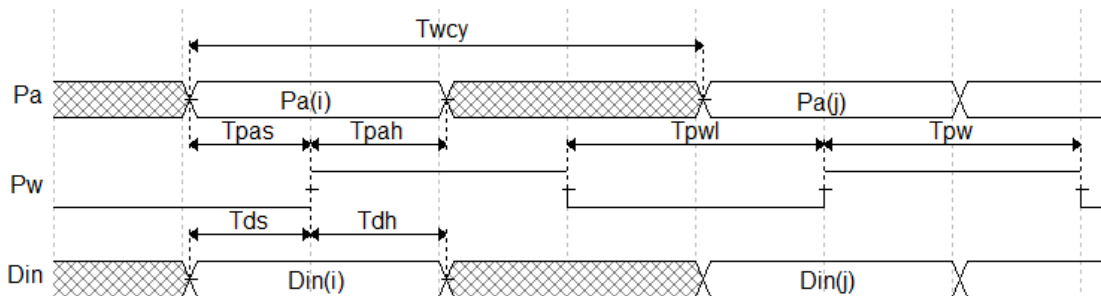 Twcy
Pa Pa(i) Pa(j)
Tpas Tpah Tpwl Tpw
Pw
Tds Tdh
Din Din(i) Din(j)